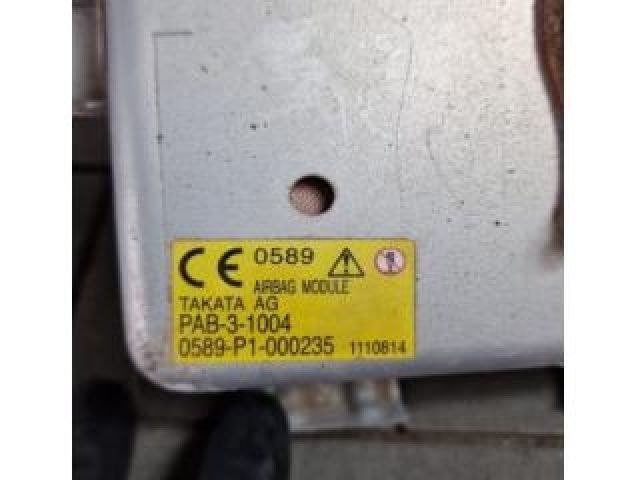 CE 0589
AIRBAG MODULE
TAKATA AG
PAB-3-1004
0589-P1-000235 1110814